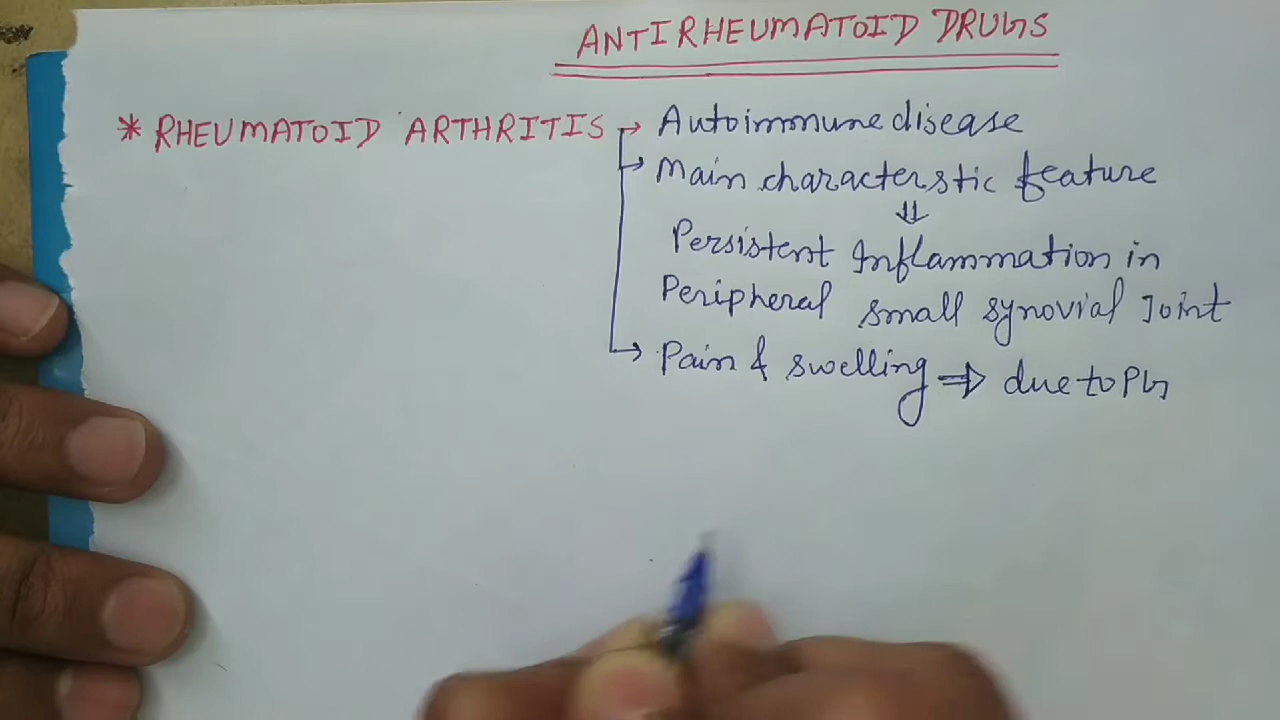 ANTIRHEUMATOID DRUGS
* RHEUMATOID ARTHRITIS → Autoimmune disease
→ Main characterstic feature
⇓
Persistent Inflammation in
Peripheral small synovial Joint
→ Pain & swelling ⇒ due to PG